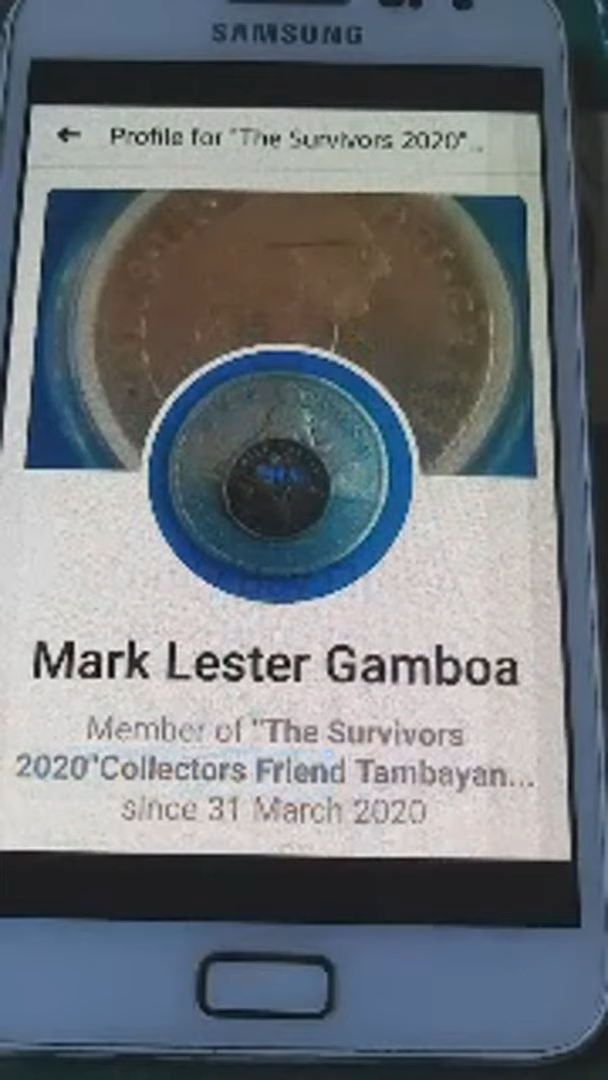 SAMSUNG
← Profile for "The Survivors 2020"...
Mark Lester Gamboa
Member of "The Survivors
2020"Collectors Friend Tambayan...
since 31 March 2020